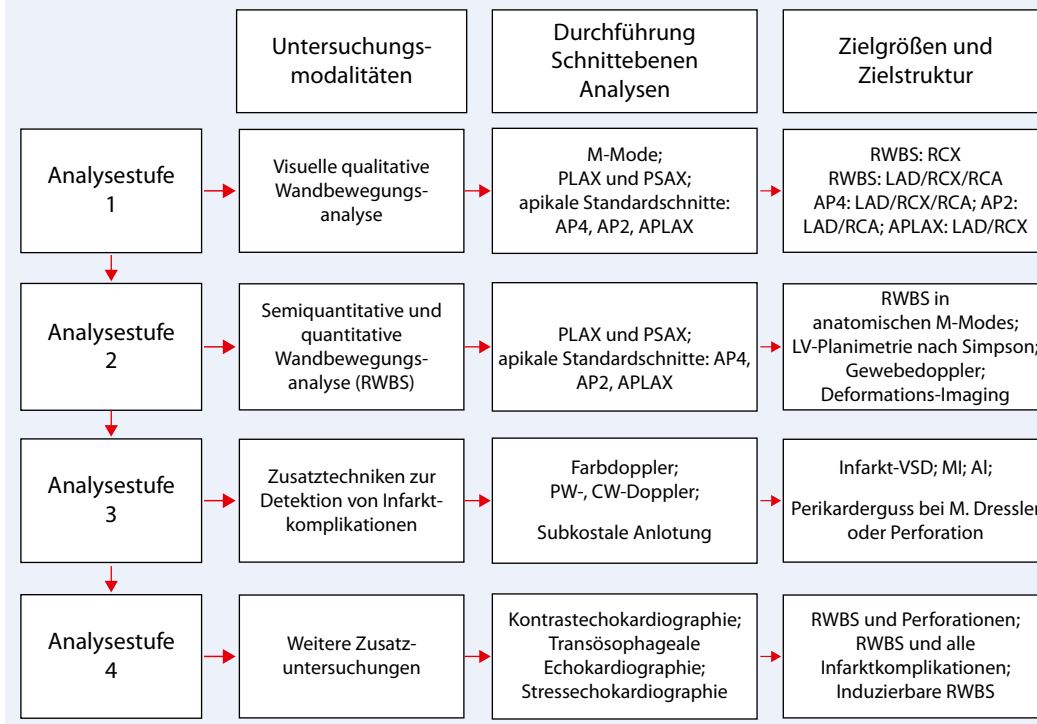 Untersuchungs-
modalitäten
Durchführung
Schnittebenen
Analysen
Zielgrößen und
Zielstruktur
Analysestufe
1
Visuelle qualitative
Wandbewegungs-
analyse
M-Mode;
PLAX und PSAX;
apikale Standardschnitte:
AP4, AP2, APLAX
RWBS: RCX
RWBS: LAD/RCX/RCA
AP4: LAD/RCX/RCA; AP2:
LAD/RCA; APLAX: LAD/RCX
Analysestufe
2
Semiquantitative und
quantitative
Wandbewegungs-
analyse (RWBS)
PLAX und PSAX;
apikale Standardschnitte: AP4,
AP2, APLAX
RWBS in
anatomischen M-Modes;
LV-Planimetrie nach Simpson;
Gewebedoppler;
Deformations-Imaging
Analysestufe
3
Zusatztechniken zur
Detektion von Infarkt-
komplikationen
Farbdoppler;
PW-, CW-Doppler;
Subkostale Anlotung
Infarkt-VSD; MI; AI;
Perikarderguss bei M. Dressler
oder Perforation
Analysestufe
4
Weitere Zusatz-
untersuchungen
Kontrastechokardiographie;
Transösophageale
Echokardiographie;
Stressechokardiographie
RWBS und Perforationen;
RWBS und alle
Infarktkomplikationen;
Induzierbare RWBS